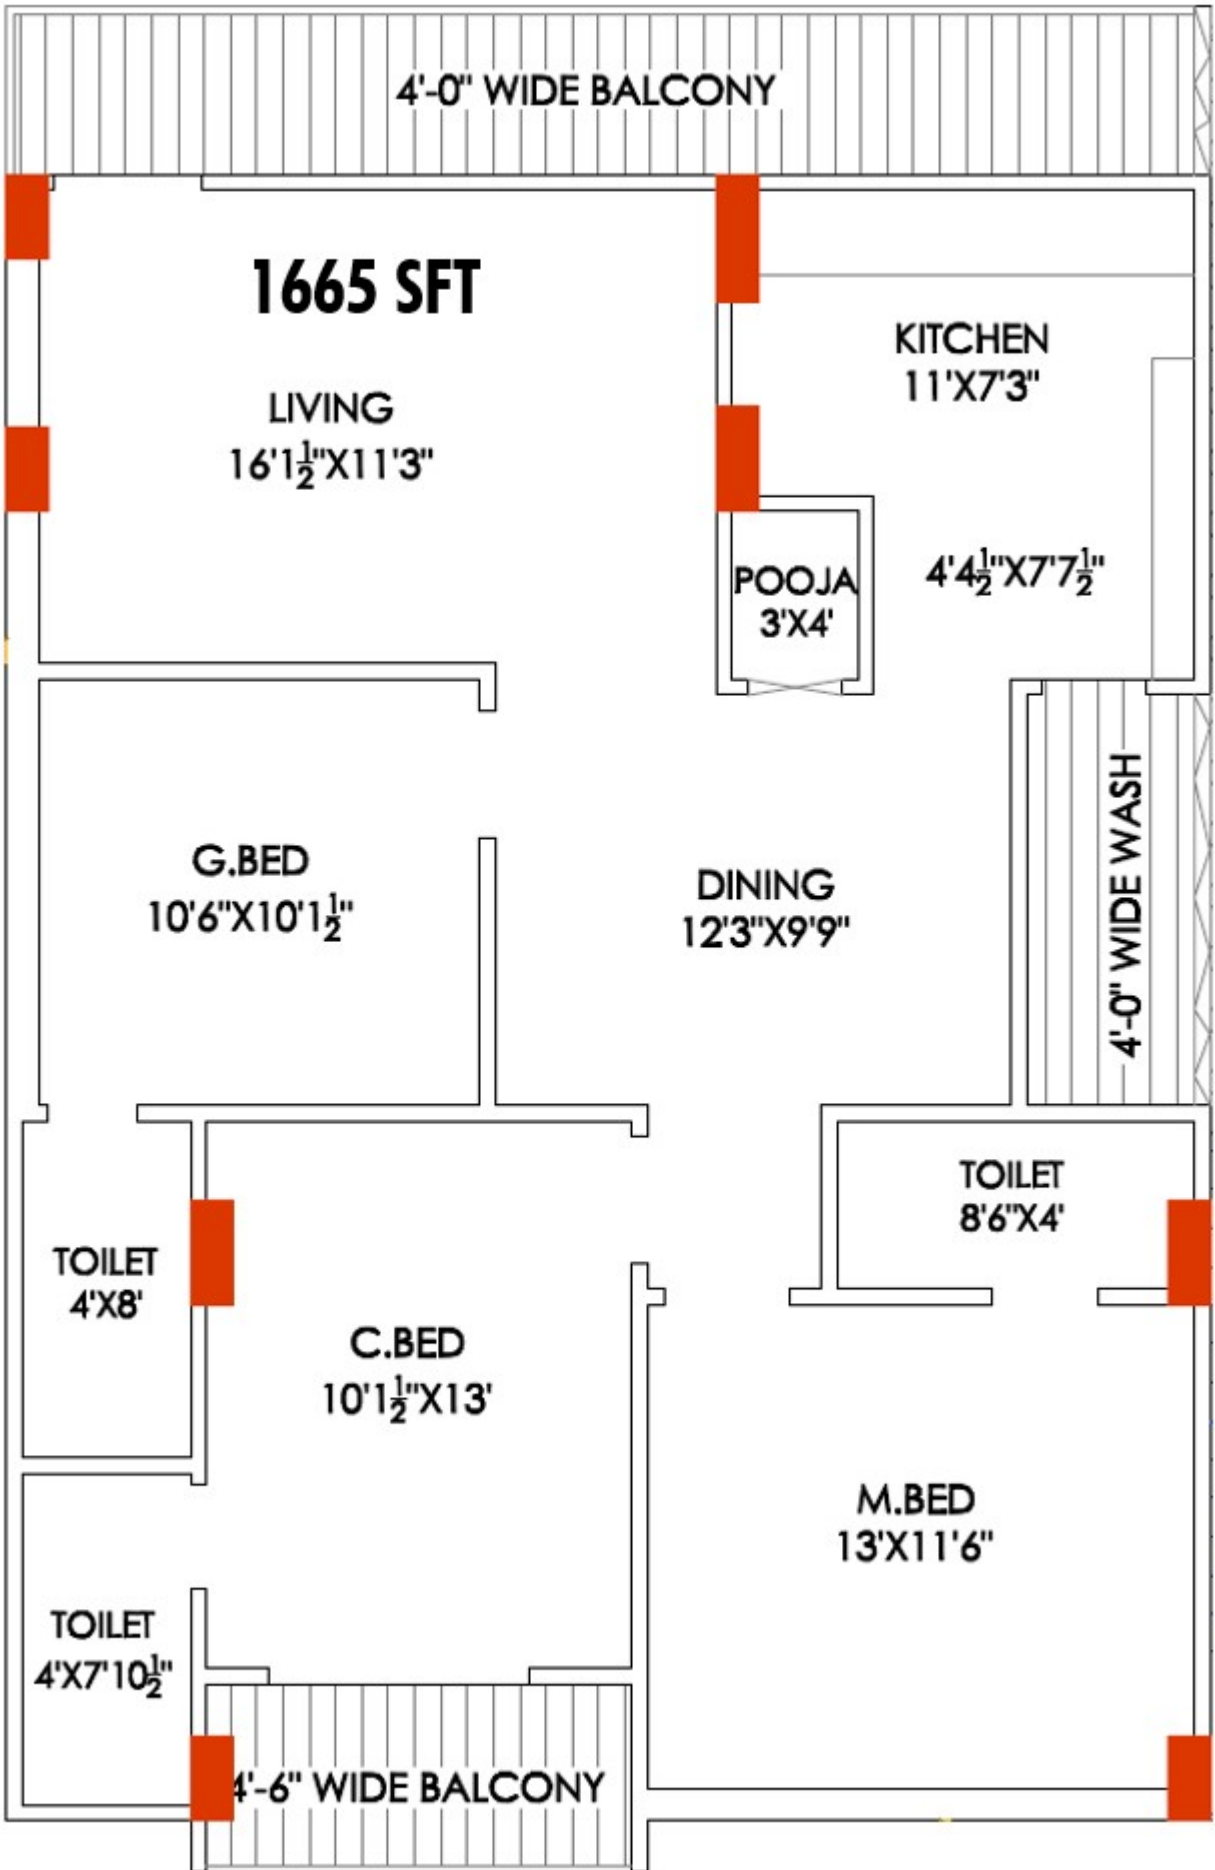 4'-0" WIDE BALCONY
1665 SFT
KITCHEN
11'X7'3"
LIVING
16'1½"X11'3"
POOJA
3'X4'
4'4½"X7'7½"
G.BED
10'6"X10'1½"
DINING
12'3"X9'9"
4'-0" WIDE WASH
TOILET
8'6"X4'
TOILET
4'X8'
C.BED
10'1½"X13'
M.BED
13'X11'6"
TOILET
4'X7'10½"
4'-6" WIDE BALCONY